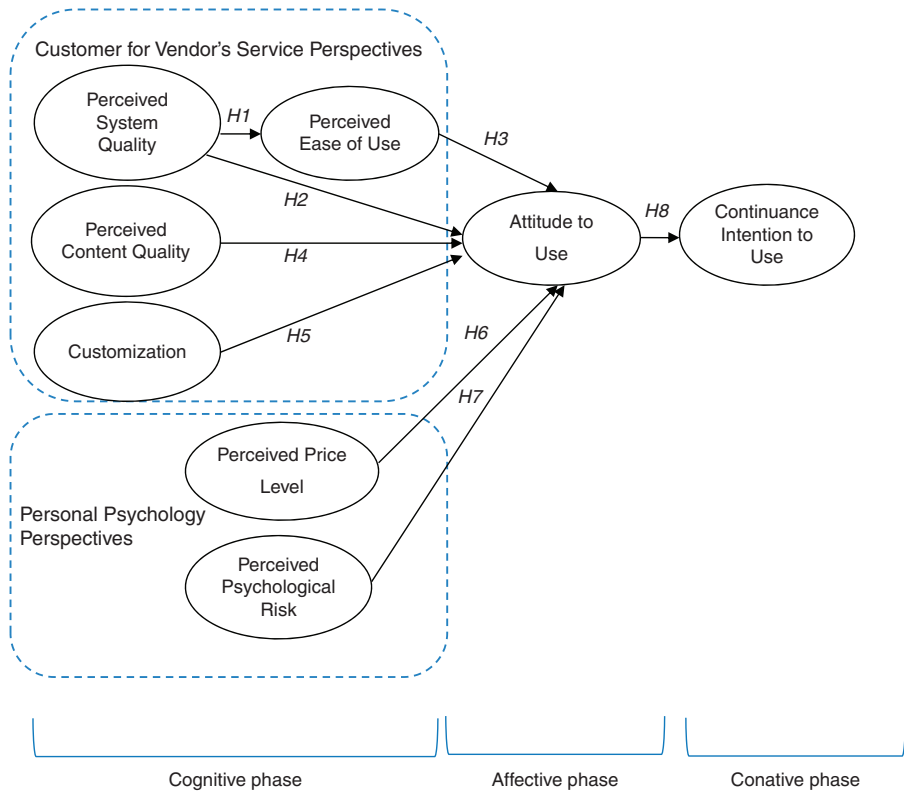 Customer for Vendor's Service Perspectives
Perceived
System
Quality
H1
Perceived
Ease of Use
H3
H2
Perceived
Content Quality
H4
Attitude to
Use
H8
Continuance
Intention to
Use
Customization
H5
H6
H7
Perceived Price
Level
Personal Psychology
Perspectives
Perceived
Psychological
Risk
Cognitive phase
Affective phase
Conative phase